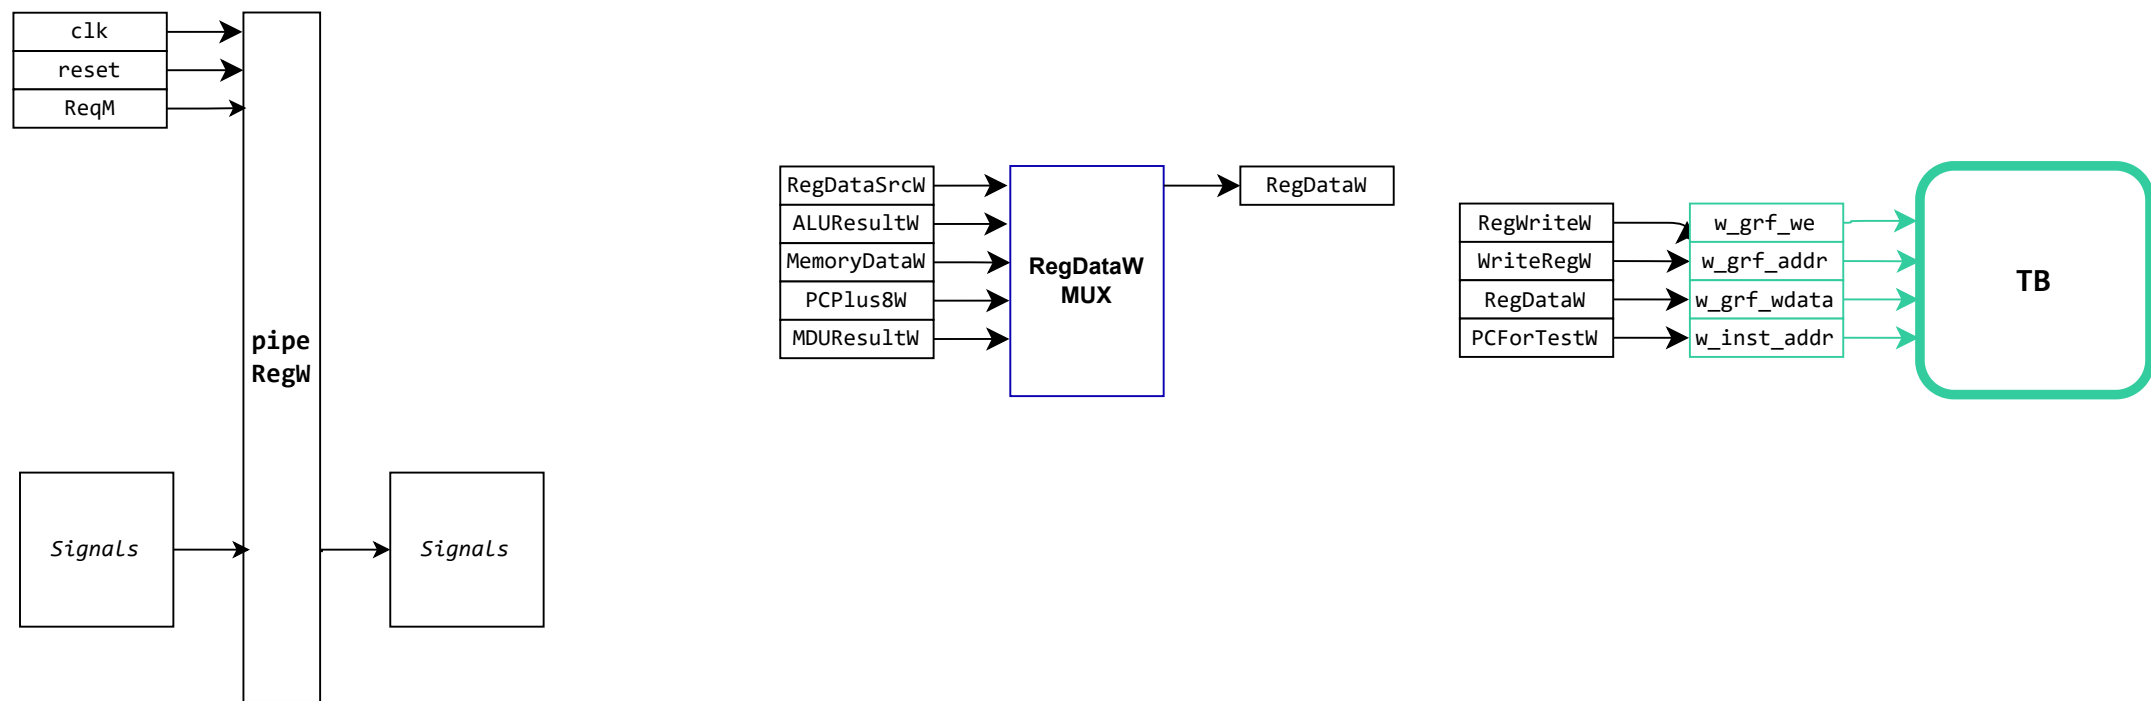 clk
reset
ReqM
pipe
RegW
Signals
Signals
RegDataSrcW
ALUResultW
MemoryDataW
PCPlus8W
MDUResultW
RegDataW
MUX
RegDataW
RegWriteW
WriteRegW
RegDataW
PCForTestW
w_grf_we
w_grf_addr
w_grf_wdata
w_inst_addr
TB